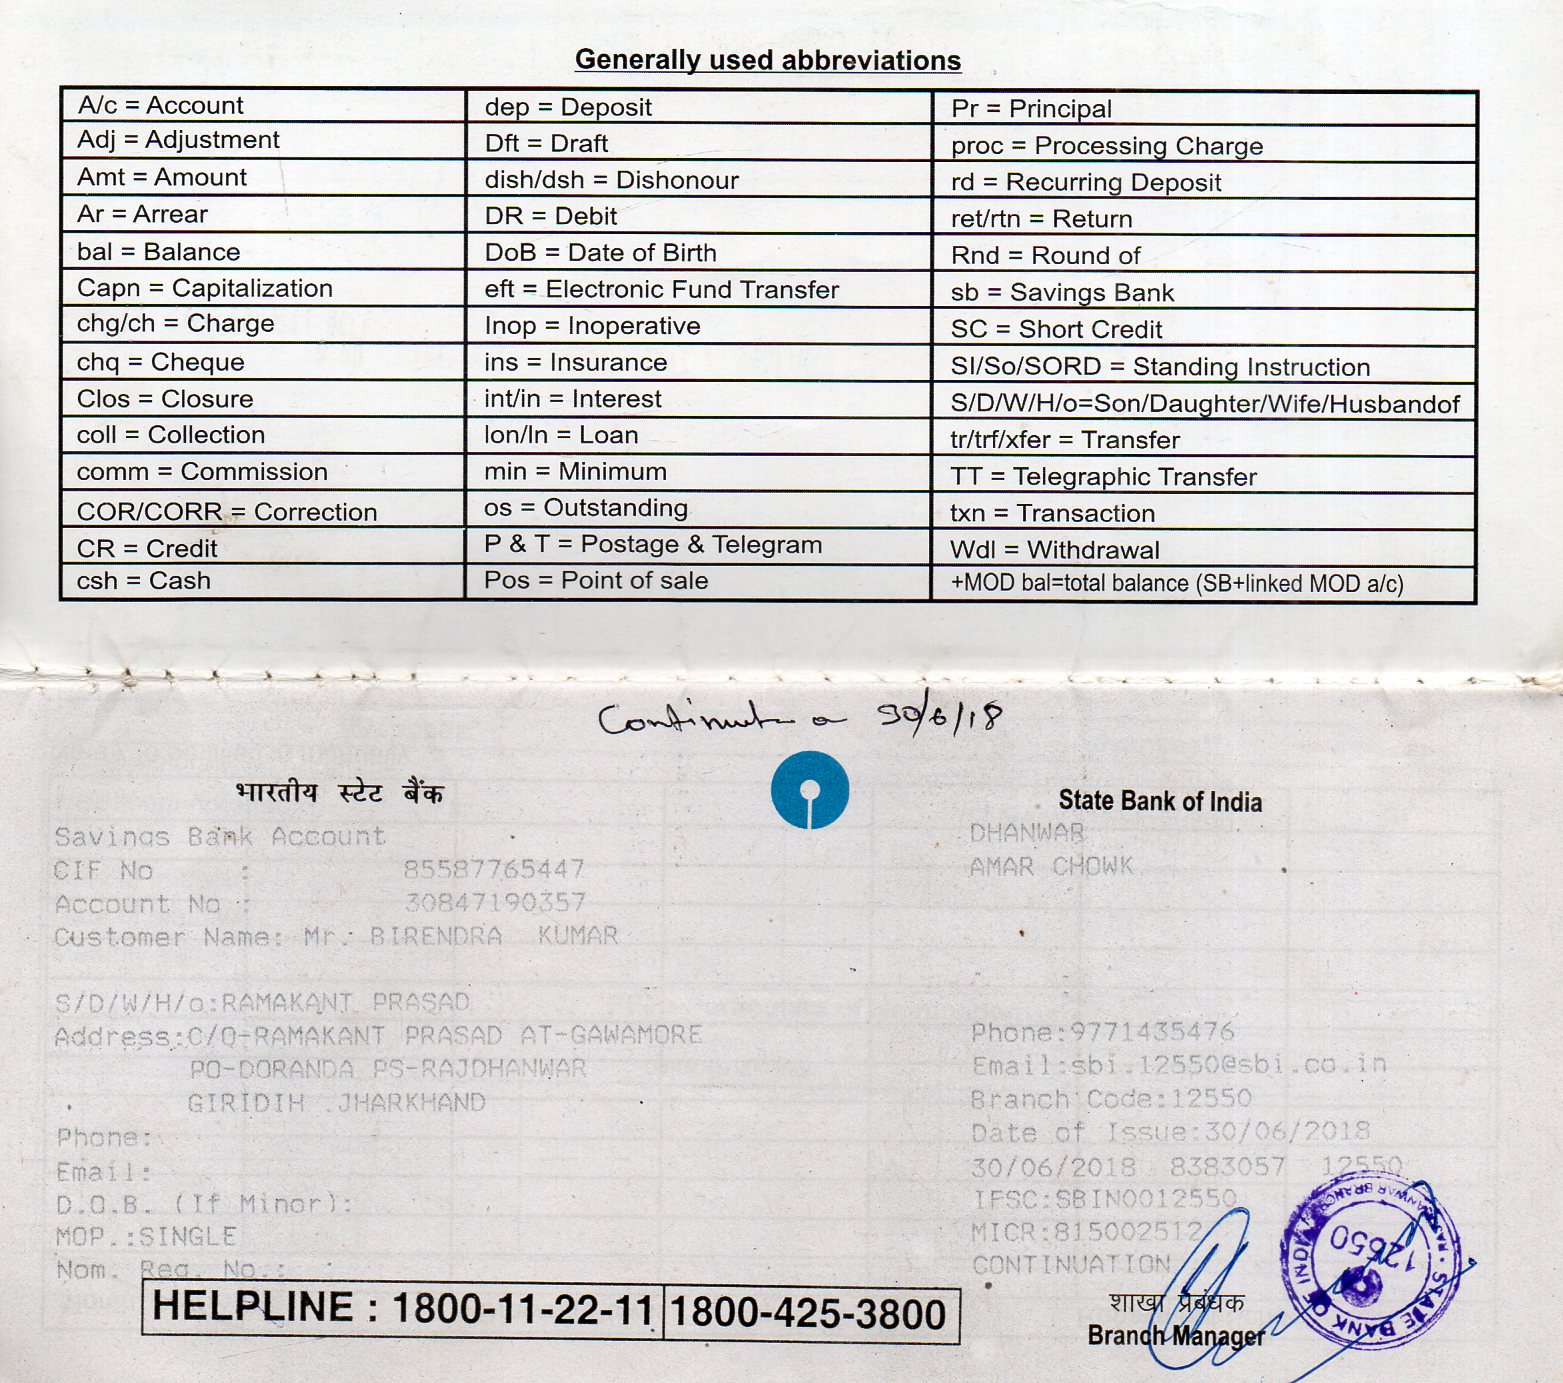 Generally used abbreviations
A/c = Account
Adj = Adjustment
Amt = Amount
Ar = Arrear
bal = Balance
Capn = Capitalization
chg/ch = Charge
chq = Cheque
Clos = Closure
coll = Collection
comm = Commission
COR/CORR = Correction
CR = Credit
csh = Cash
dep = Deposit
Dft = Draft
dish/dsh = Dishonour
DR = Debit
DoB = Date of Birth
eft = Electronic Fund Transfer
Inop = Inoperative
ins = Insurance
int/in = Interest
lon/ln = Loan
min = Minimum
os = Outstanding
P & T = Postage & Telegram
Pos = Point of sale
Pr = Principal
proc = Processing Charge
rd = Recurring Deposit
ret/rtn = Return
Rnd = Round of
sb = Savings Bank
SC = Short Credit
SI/So/SORD = Standing Instruction
S/D/W/H/o=Son/Daughter/Wife/Husbandof
tr/trf/xfer = Transfer
TT = Telegraphic Transfer
txn = Transaction
Wdl = Withdrawal
+MOD bal=total balance (SB+linked MOD a/c)
30/6/18
भारतीय स्टेट बैंक
State Bank of India
Savings Bank Account
CIF No : 85587765447
Account No : 30847190357
Customer Name: Mr. BIRENDRA KUMAR
S/D/W/H/o:RAMAKANT PRASAD
Address:C/O-RAMAKANT PRASAD AT-GAWAMORE
PO-DORANDA PS-RAJDHANWAR
GIRIDIH JHARKHAND
Phone:
Email:
D.O.B. (If Minor):
MOP.:SINGLE
Nom. Reg. No.:
DHANWAR
AMAR CHOWK
Phone:9771435476
Email:sbi.12550@sbi.co.in
Branch Code:12550
Date of Issue:30/06/2018
30/06/2018 8383057 12550
IFSC:SBIN0012550
MICR:815002512
CONTINUATION
शाखा प्रबंधक
Branch Manager
HELPLINE : 1800-11-22-11 1800-425-3800
STATE BANK OF INDIA
12550